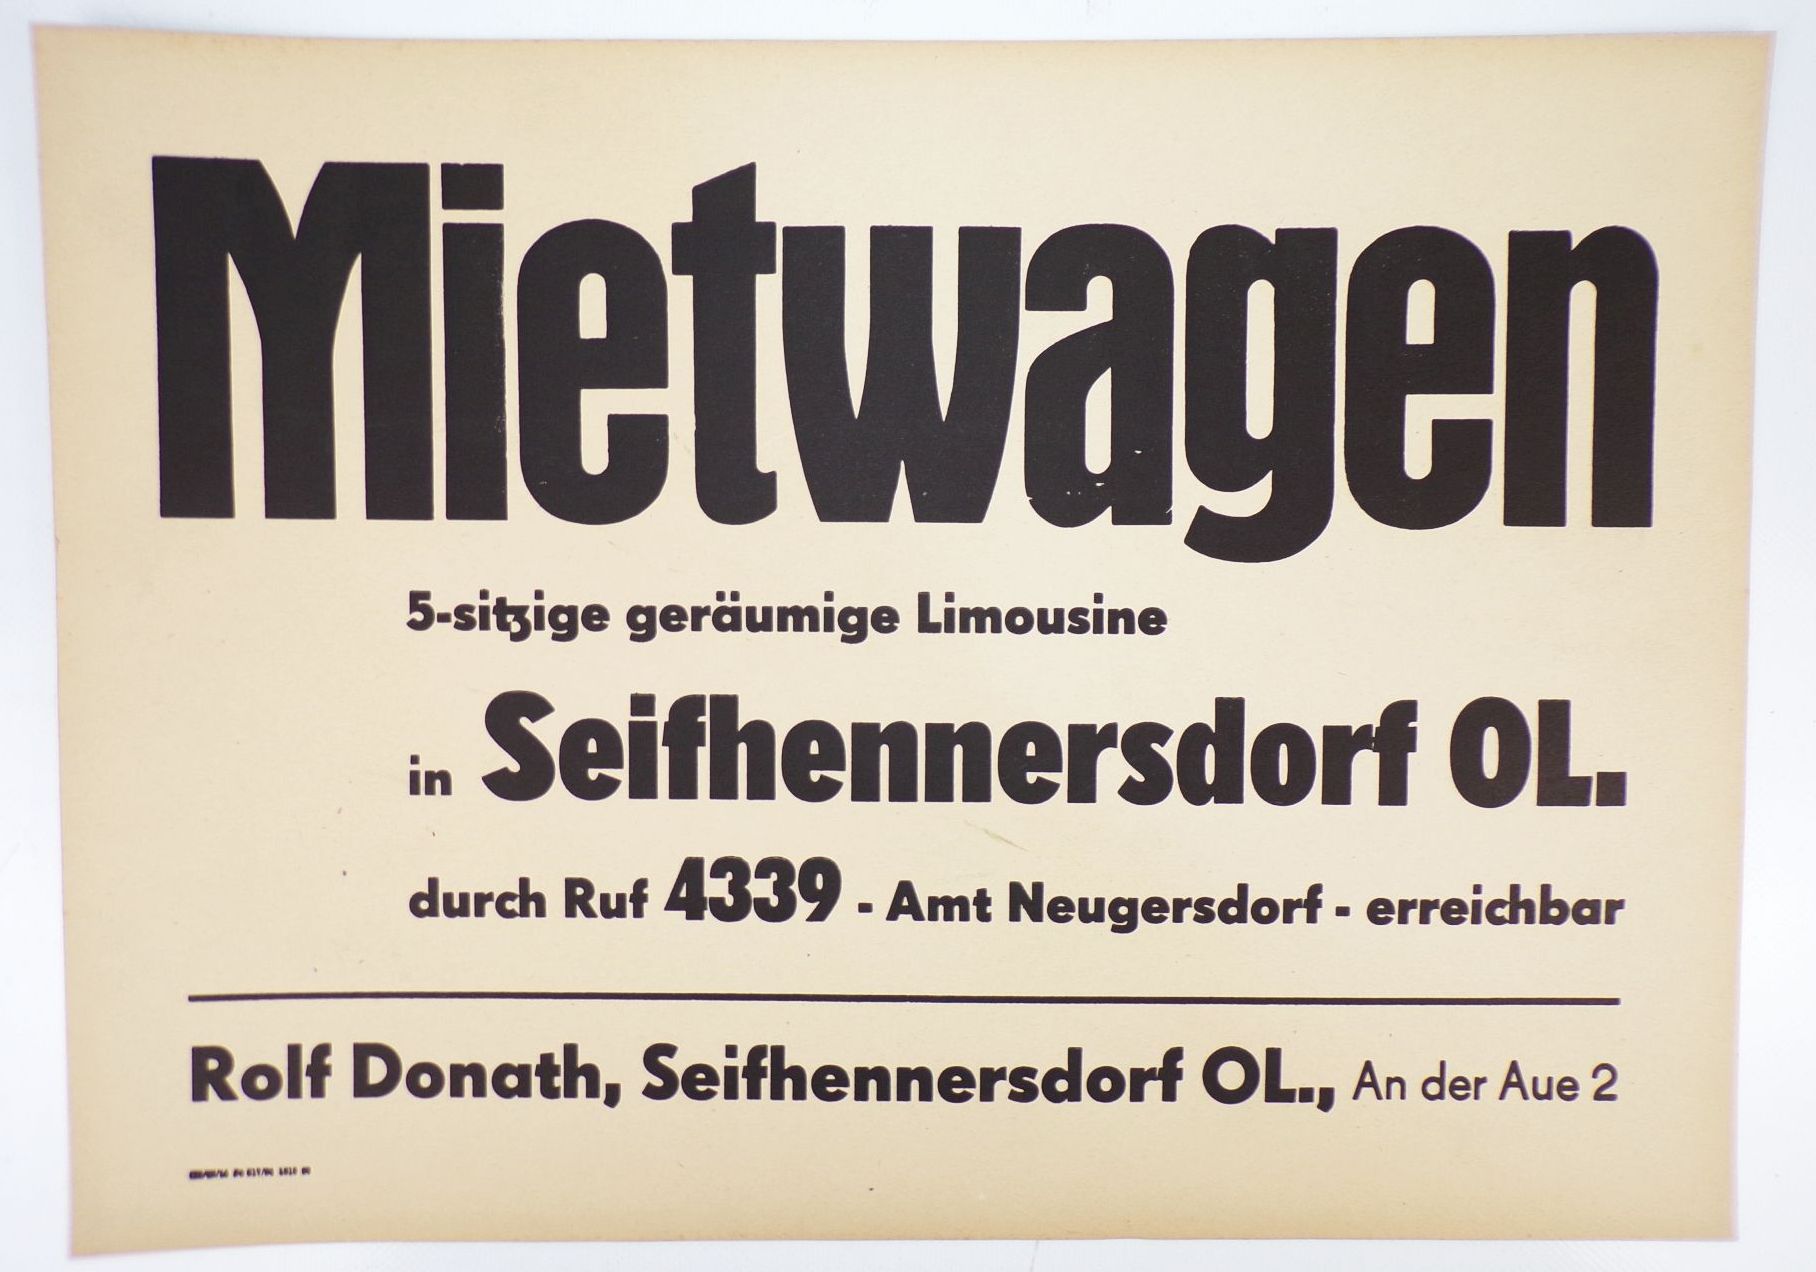 Mietwagen
5-sitzige geräumige Limousine
in Seifhennersdorf OL.
durch Ruf 4339 - Amt Neugersdorf - erreichbar
Rolf Donath, Seifhennersdorf OL., An der Aue 2